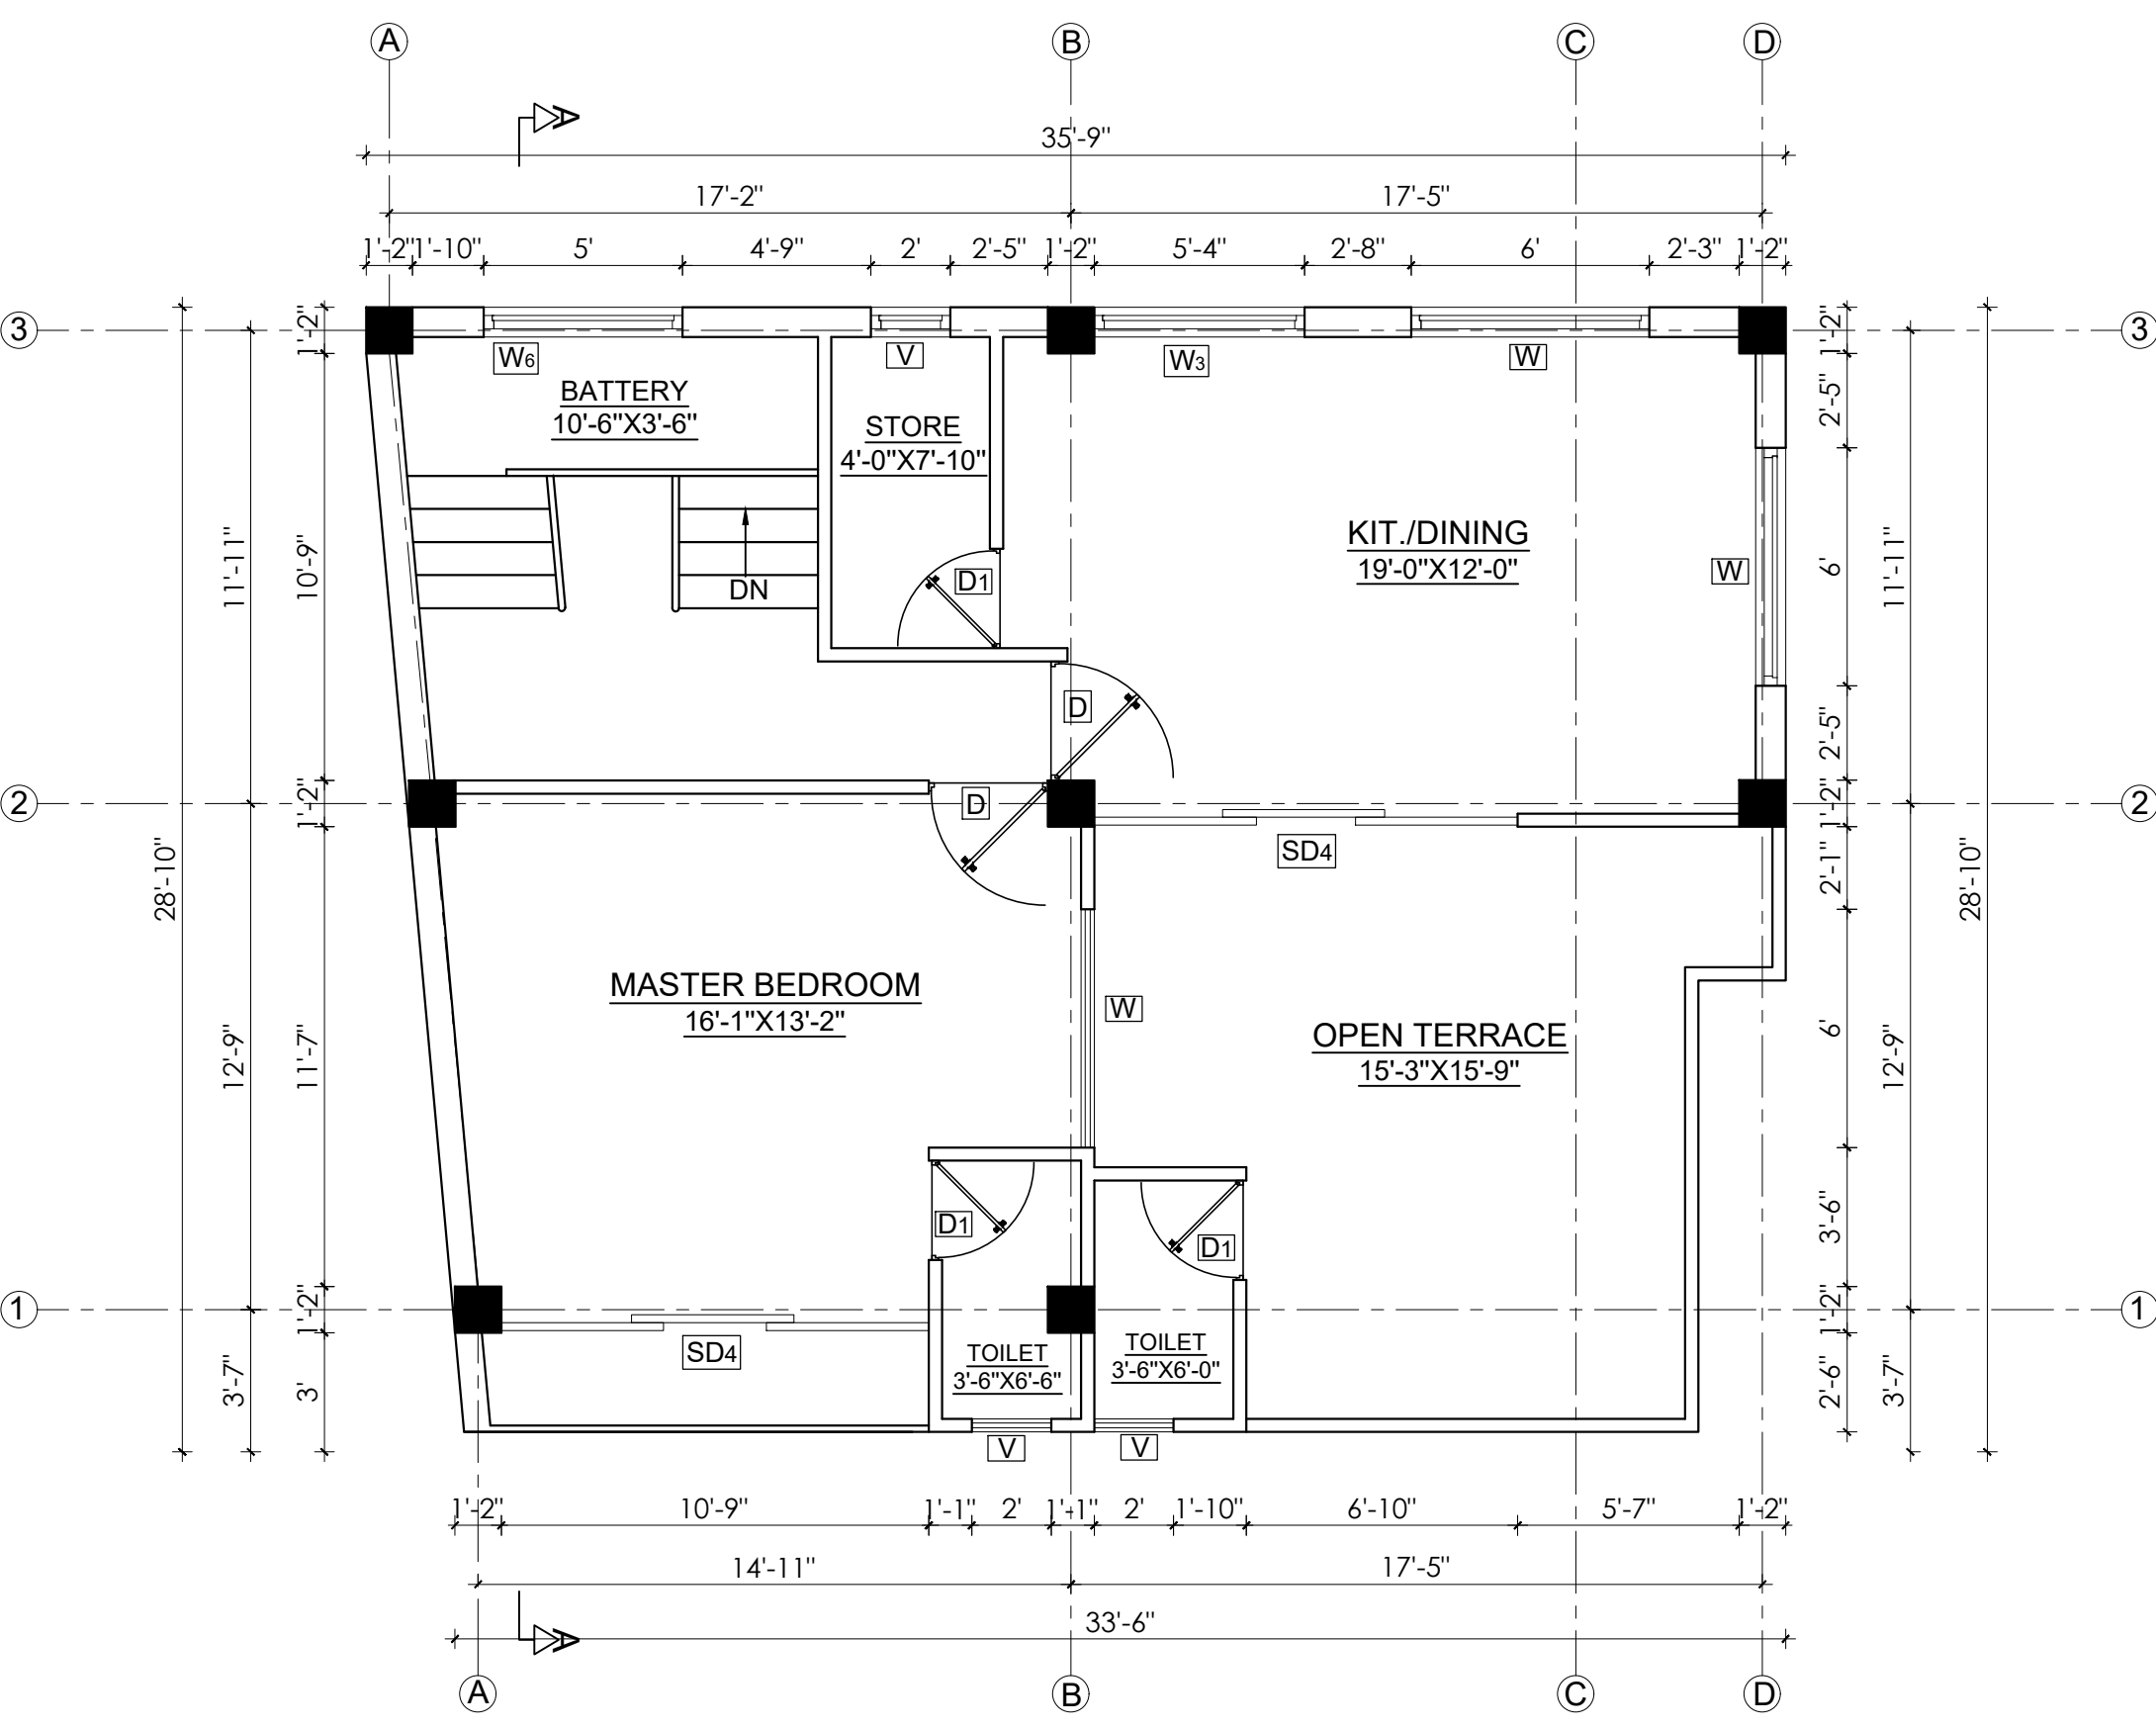 A B C D
A
35'-9"
17'-2" 17'-5"
1'-2" 1'-10" 5' 4'-9" 2' 2'-5" 1'-2" 5'-4" 2'-8" 6' 2'-3" 1'-2"
3 1'-2" 1'-2" 3
W6 V W3 W
BATTERY
10'-6"X3'-6"
STORE
4'-0"X7'-10"
2'-5"
KIT./DINING
19'-0"X12'-0"
11'-11" 10'-9" DN D1 W 6' 11'-11"
D 2'-5"
2 1'-2" D 1'-2" 2
SD4
28'-10" 2'-1" 28'-10"
MASTER BEDROOM
16'-1"X13'-2"
W
OPEN TERRACE
15'-3"X15'-9"
12'-9" 11'-7" 6' 12'-9"
D1 D1 3'-6"
1 1'-2" 1'-2" 1
SD4
TOILET
3'-6"X6'-6"
TOILET
3'-6"X6'-0"
3'-7" 3' 2'-6" 3'-7"
V V
1'-2" 10'-9" 1'-1" 2' 1'-1" 2' 1'-10" 6'-10" 5'-7" 1'-2"
14'-11" 17'-5"
33'-6"
A
A B C D